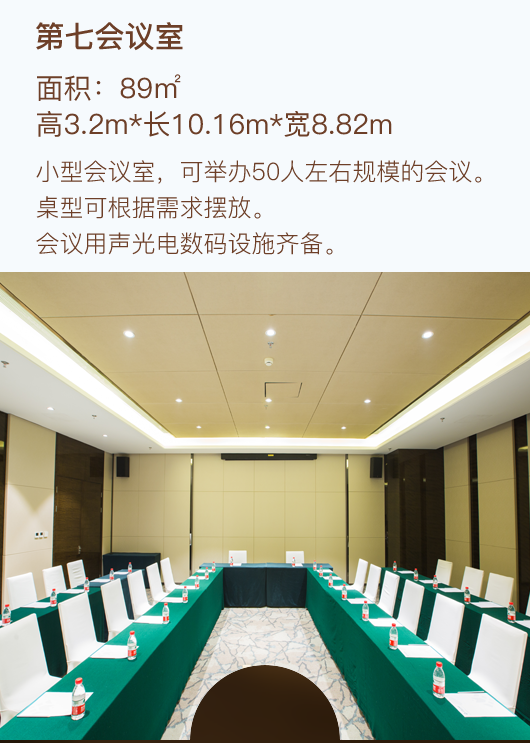 第七会议室
面积：89㎡
高3.2m*长10.16m*宽8.82m
小型会议室，可举办50人左右规模的会议。
桌型可根据需求摆放。
会议用声光电数码设施齐备。